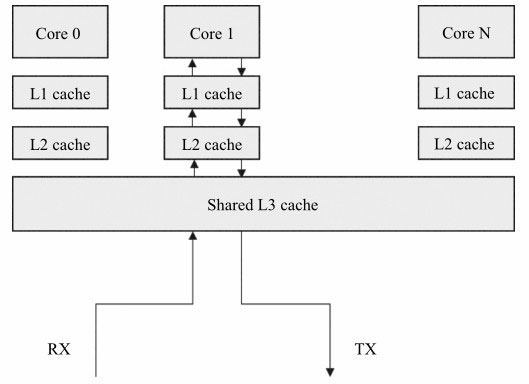 Core 0
Core 1
Core N
L1 cache
L1 cache
L1 cache
L2 cache
L2 cache
L2 cache
Shared L3 cache
RX
TX